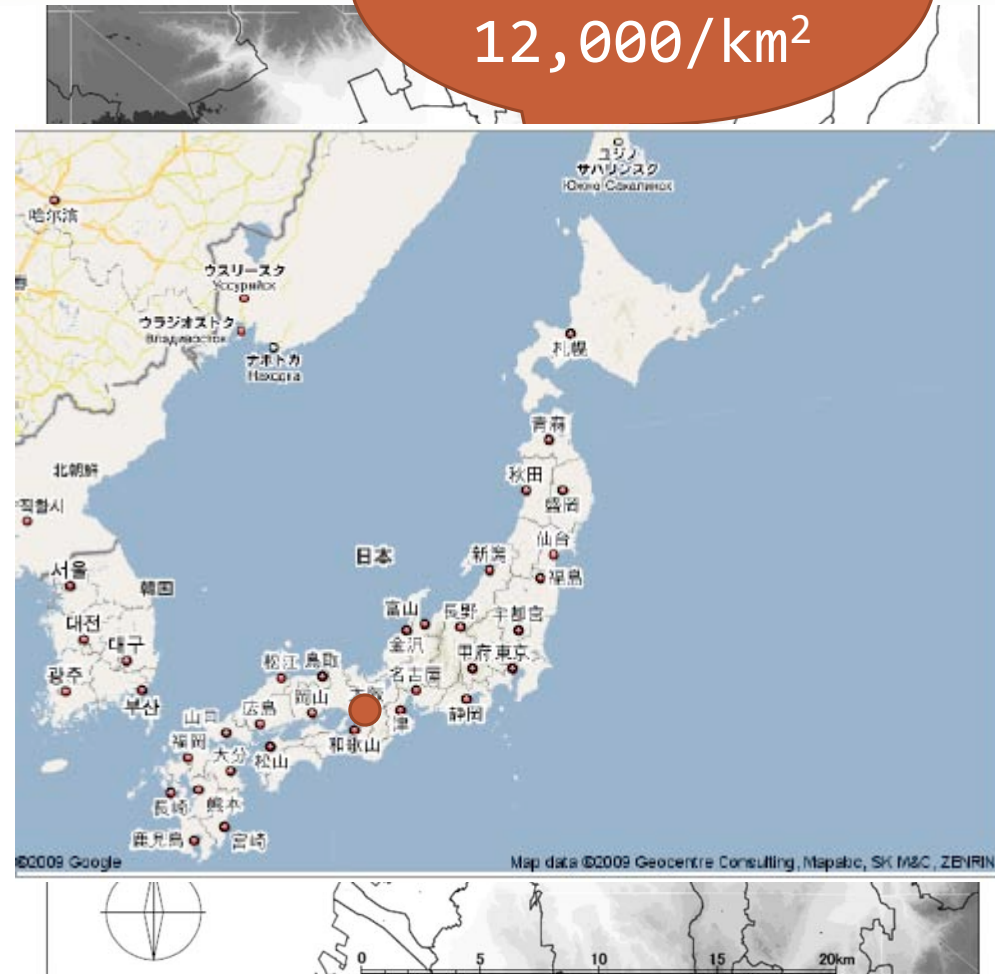 12,000/km²
ユジノ
サハリンスク
Южно Сахалинск
哈尔滨
ウスリースク
Уссурийск
ウラジオストク
Владивосток
ナホトカ
Находка
札幌
青森
北朝鮮
직할시
秋田
盛岡
仙台
日本
新潟
서울
福島
韓国
富山
長野
宇都宮
대전
金沢
대구
甲府
東京
松江
鳥取
名古屋
광주
岡山
부산
広島
津
静岡
山口
和歌山
福岡
大分
松山
長崎
熊本
鹿児島
宮崎
©2009 Google
Map data ©2009 Geocentre Consulting, Mapabc, SK M&C, ZENRIN
0 5 10 15 20km